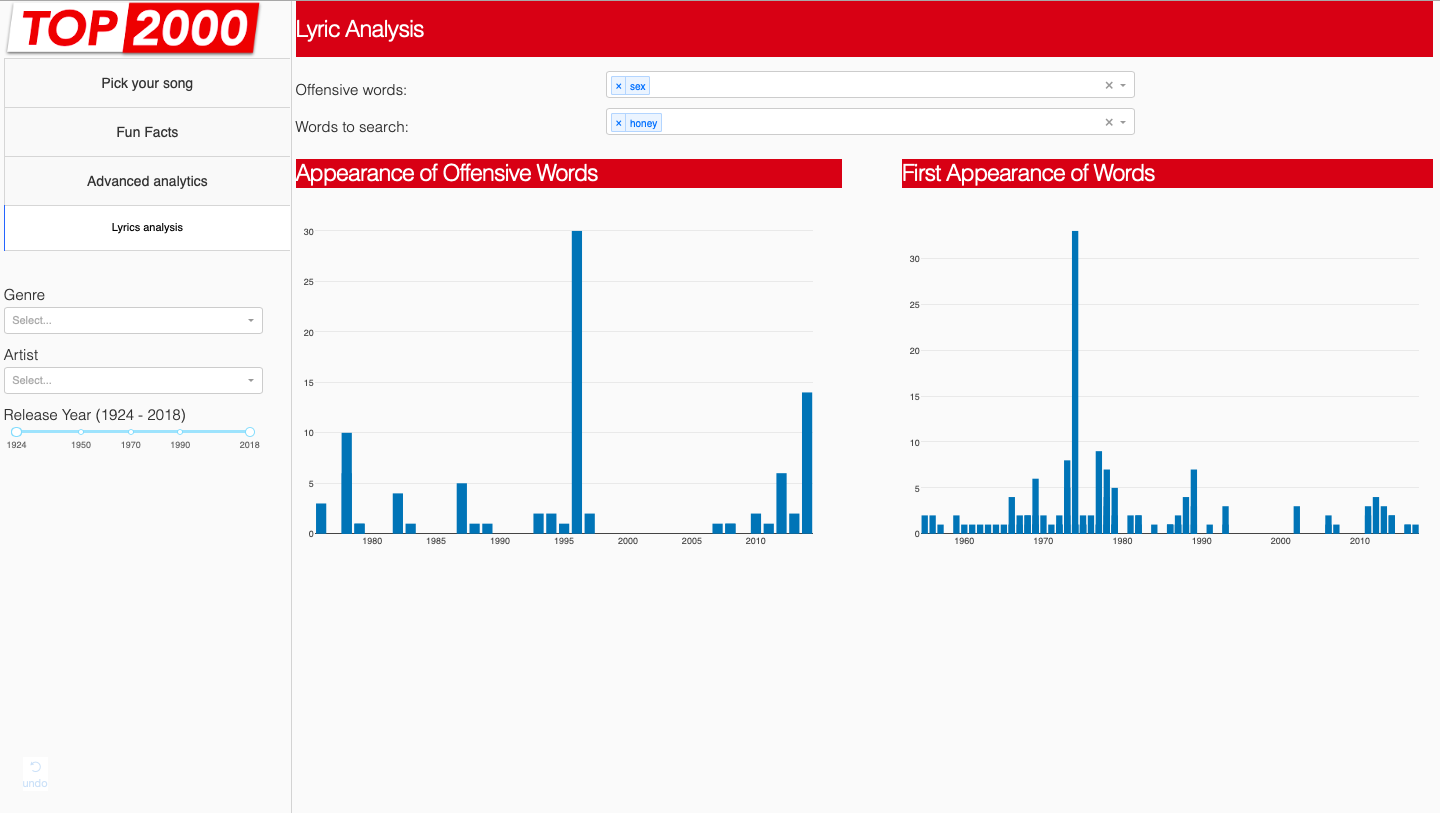 TOP 2000
Pick your song
Fun Facts
Advanced analytics
Lyrics analysis
Genre
Select...
Artist
Select...
Release Year (1924 - 2018)
1924 1950 1970 1990 2018
undo
Lyric Analysis
Offensive words: × sex ×
Words to search: × honey ×
Appearance of Offensive Words
30
25
20
15
10
5
0
1980 1985 1990 1995 2000 2005 2010
First Appearance of Words
30
25
20
15
10
5
0
1960 1970 1980 1990 2000 2010